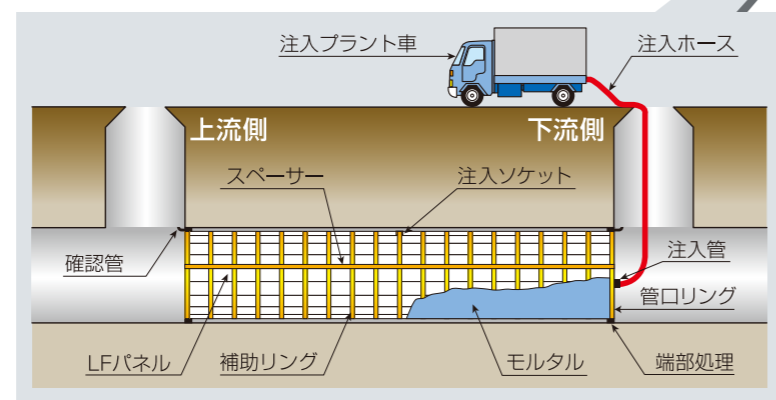 注入プラント車
注入ホース
上流側
下流側
スペーサー
注入ソケット
確認管
注入管
管口リング
LFパネル
補助リング
モルタル
端部処理